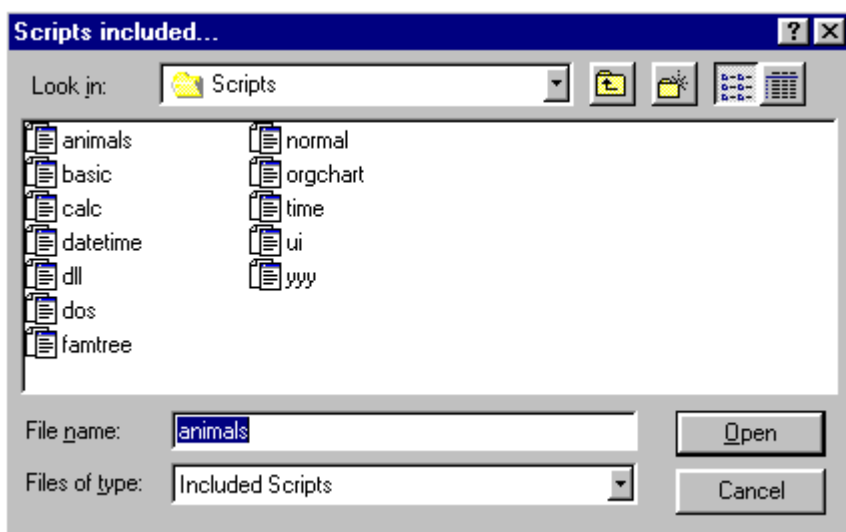 Scripts included...
Look in:
Scripts
animals
basic
calc
datetime
dll
dos
famtree
normal
orgchart
time
ui
yyy
File name:
animals
Open
Files of type:
Included Scripts
Cancel